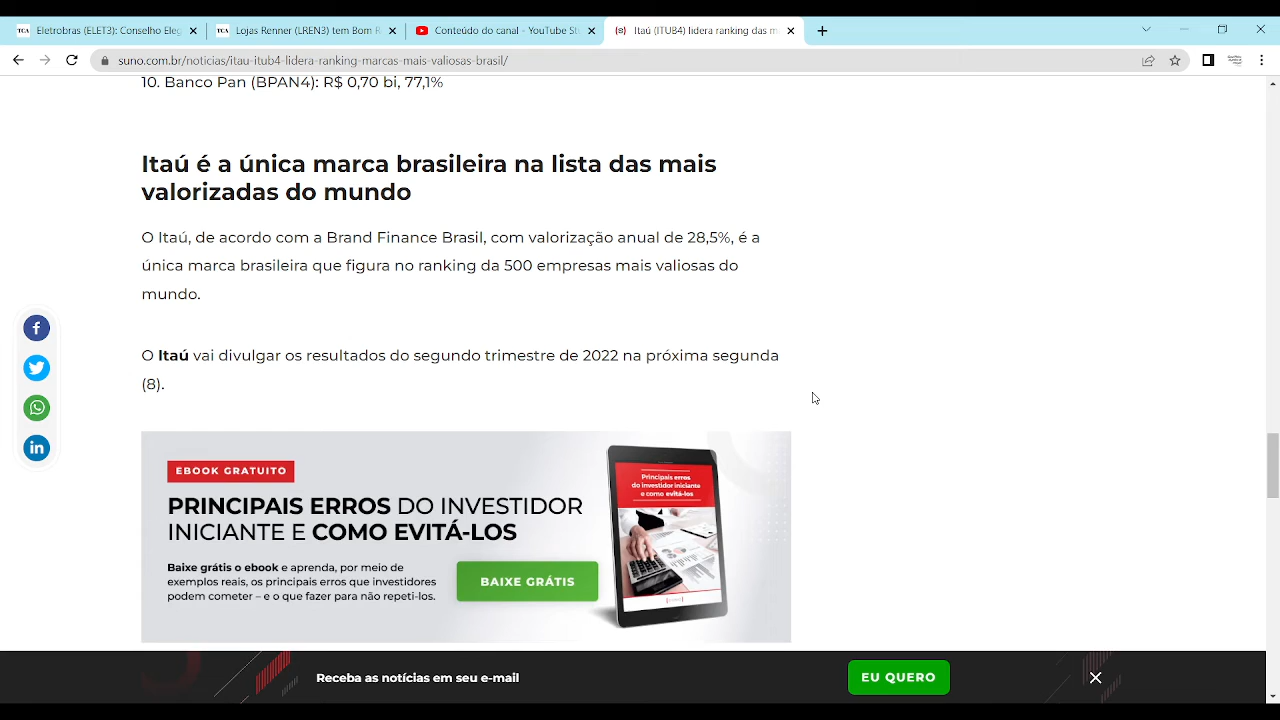 Eletrobras (ELET3): Conselho Eleg
Lojas Renner (LREN3) tem Bom R
Conteúdo do canal - YouTube St
Itaú (ITUB4) lidera ranking das m
suno.com.br/noticias/itau-itub4-lidera-ranking-marcas-mais-valiosas-brasil/
10. Banco Pan (BPAN4): R$ 0,70 bi, 77,1%
Itaú é a única marca brasileira na lista das mais
valorizadas do mundo
O Itaú, de acordo com a Brand Finance Brasil, com valorização anual de 28,5%, é a
única marca brasileira que figura no ranking da 500 empresas mais valiosas do
mundo.
O Itaú vai divulgar os resultados do segundo trimestre de 2022 na próxima segunda
(8).
EBOOK GRATUITO
PRINCIPAIS ERROS DO INVESTIDOR
INICIANTE E COMO EVITÁ-LOS
Baixe grátis o ebook e aprenda, por meio de
exemplos reais, os principais erros que investidores
podem cometer – e o que fazer para não repeti-los.
BAIXE GRÁTIS
Principais erros
do investidor iniciante
e como evitá-los
Receba as notícias em seu e-mail
EU QUERO